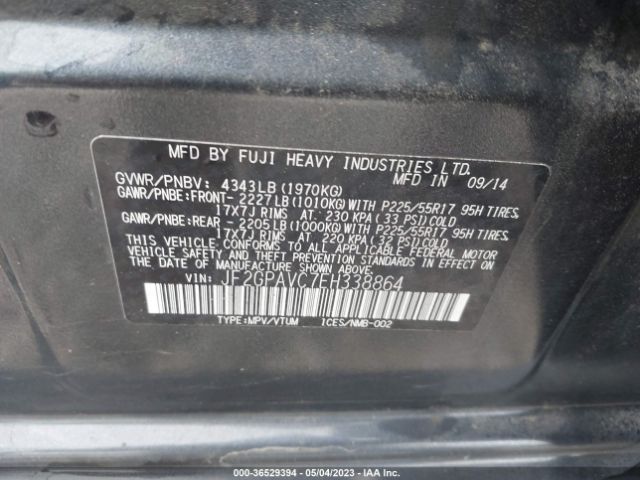 MFD BY FUJI HEAVY INDUSTRIES LTD.
MFD IN 09/14
GVWR/PNBV: 4343LB(1970KG)
GAWR/PNBE:FRONT- 2227LB(1010KG)WITH P225/55R17 95H TIRES,
17X7J RIMS AT 230 KPA(33 PSI)COLD
GAWR/PNBE:REAR - 2205LB(1000KG)WITH P225/55R17 95H TIRES,
17X7J RIMS AT 220 KPA(32 PSI)COLD
THIS VEHICLE CONFORMS TO ALL APPLICABLE FEDERAL MOTOR
VEHICLE SAFETY AND THEFT PREVENTION STANDARDS IN EFFECT ON
THE DATE OF MANUFACTURE SHOWN ABOVE.
VIN: JF2GPAVC7EH338864
TYPE:MPV/VTUM ICES/NMB-002
000-36529394 - 05/04/2023 - IAA Inc.